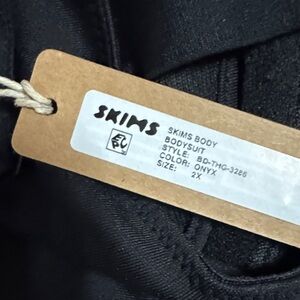 SKIMS
SKIMS BODY
BODYSUIT
STYLE: BD-THG-3286
COLOR: ONYX
SIZE: 2X